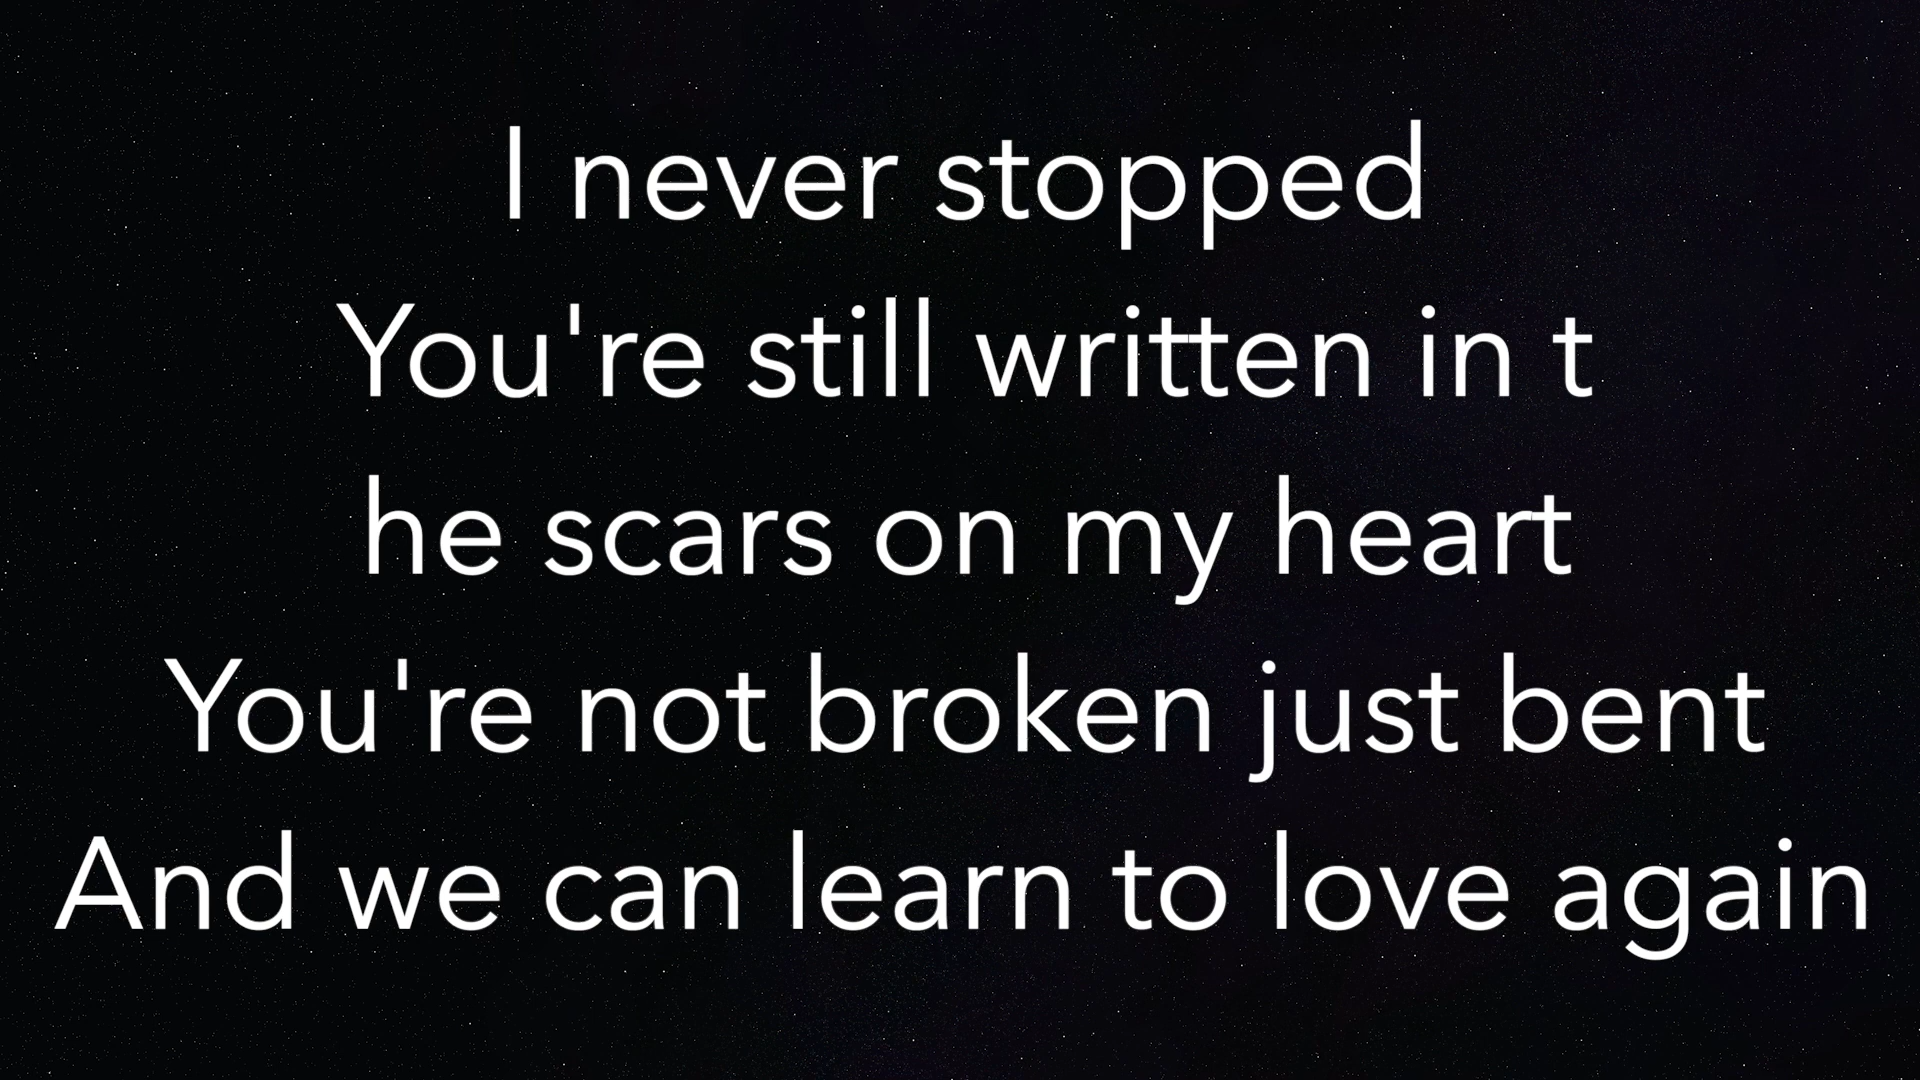 I never stopped
You're still written in t
he scars on my heart
You're not broken just bent
And we can learn to love again